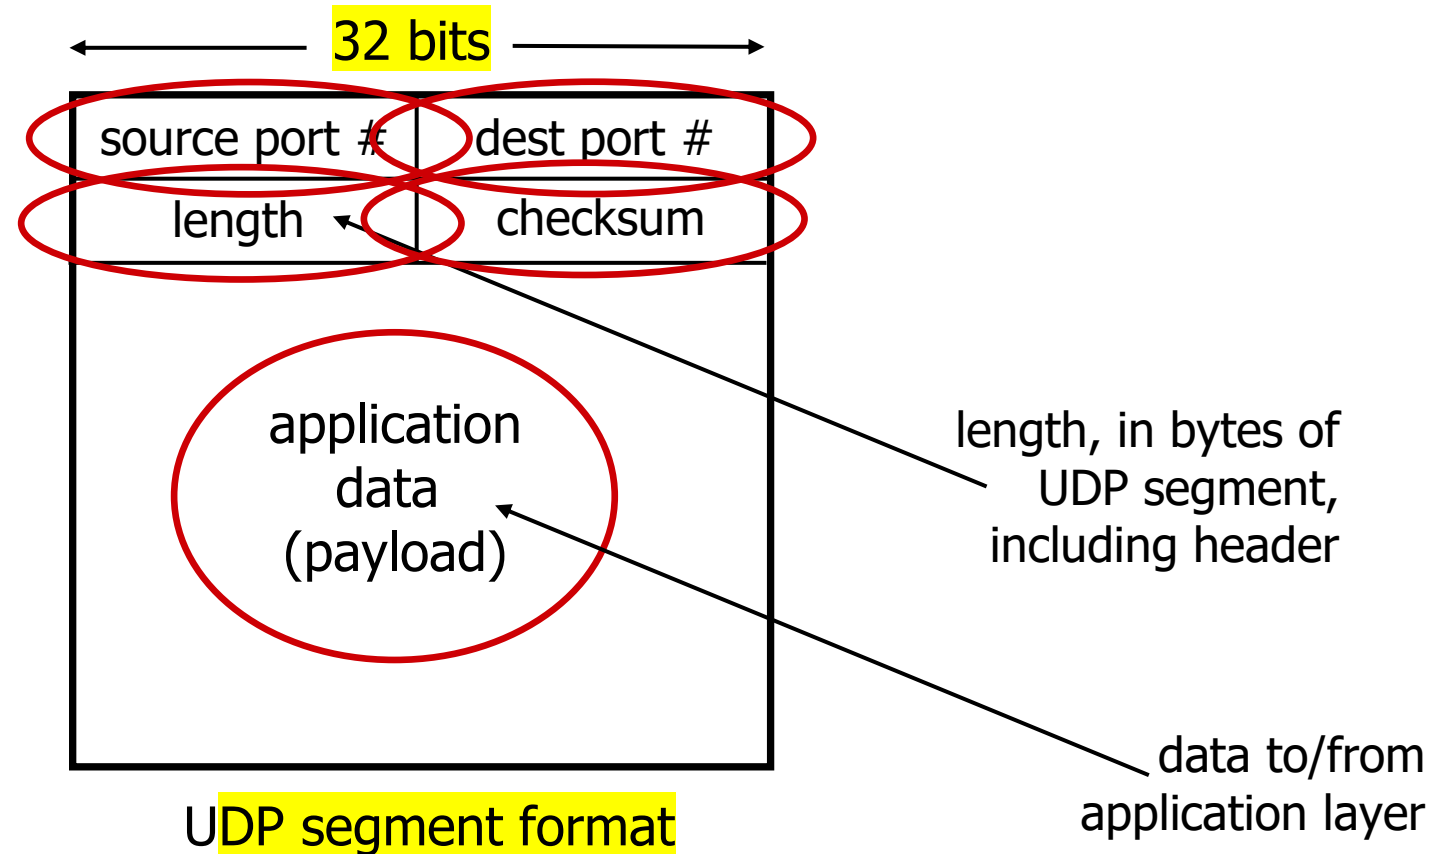 32 bits
source port #
dest port #
length
checksum
application
data
(payload)
length, in bytes of
UDP segment,
including header
data to/from
application layer
UDP segment format